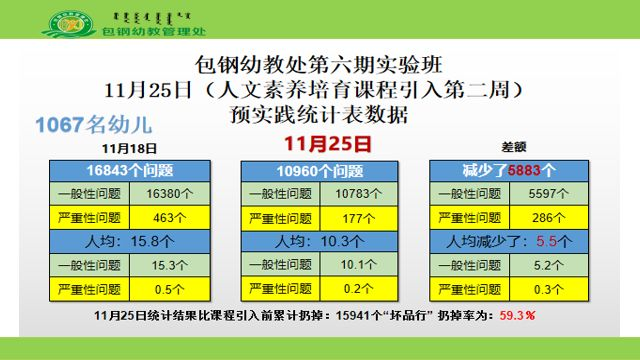 包钢幼教管理处
包钢幼教处第六期实验班
11月25日（人文素养培育课程引入第二周）
预实践统计表数据
1067名幼儿
11月18日
16843个问题
一般性问题 16380个
严重性问题 463个
人均：15.8个
一般性问题 15.3个
严重性问题 0.5个
11月25日
10960个问题
一般性问题 10783个
严重性问题 177个
人均：10.3个
一般性问题 10.1个
严重性问题 0.2个
差额
减少了5883个
一般性问题 5597个
严重性问题 286个
人均减少了：5.5个
一般性问题 5.2个
严重性问题 0.3个
11月25日统计结果比课程引入前累计扔掉：15941个“坏品行” 扔掉率为：59.3%